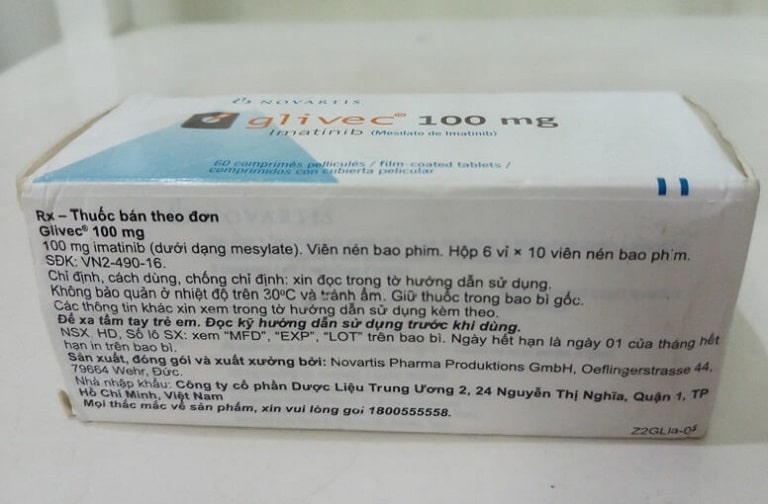 NOVARTIS
glivec® 100 mg
Imatinib (Mesilato de Imatinib)
60 comprimés pelliculés / film-coated tablets /
comprimidos con cubierta pelicular
Rx – Thuốc bán theo đơn
Glivec® 100 mg
100 mg imatinib (dưới dạng mesylate). Viên nén bao phim. Hộp 6 vỉ × 10 viên nén bao phim.
SĐK: VN2-490-16.
Chỉ định, cách dùng, chống chỉ định: xin đọc trong tờ hướng dẫn sử dụng.
Không bảo quản ở nhiệt độ trên 30°C và tránh ẩm. Giữ thuốc trong bao bì gốc.
Các thông tin khác xin xem trong tờ hướng dẫn sử dụng kèm theo.
Để xa tầm tay trẻ em. Đọc kỹ hướng dẫn sử dụng trước khi dùng.
NSX, HD, Số lô SX: xem "MFD", "EXP", "LOT" trên bao bì. Ngày hết hạn là ngày 01 của tháng hết
hạn in trên bao bì.
Sản xuất, đóng gói và xuất xưởng bởi: Novartis Pharma Produktions GmbH, Oeflingerstrasse 44,
79664 Wehr, Đức.
Nhà nhập khẩu: Công ty cổ phần Dược Liệu Trung Ương 2, 24 Nguyễn Thị Nghĩa, Quận 1, TP
Hồ Chí Minh, Việt Nam
Mọi thắc mắc về sản phẩm, xin vui lòng gọi 1800555558.